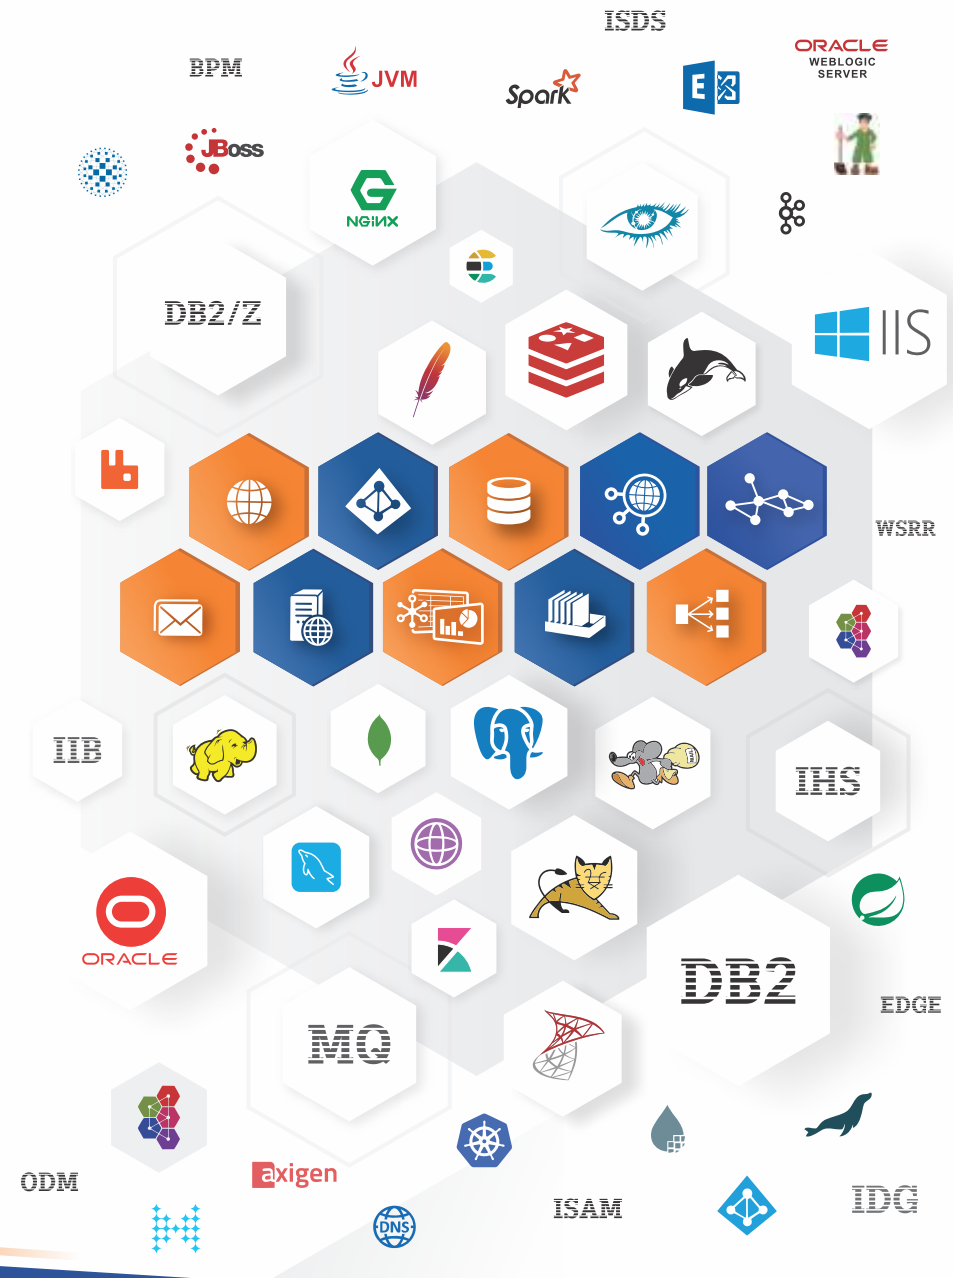 ISDS
ORACLE
WEBLOGIC
SERVER
BPM
JVM
Spark
E
JBoss
G
NGiNX
DB2/Z
IIS
WSRR
IIB
IHS
ORACLE
DB2
EDGE
MQ
ODM
axigen
DNS
ISAM
IDG